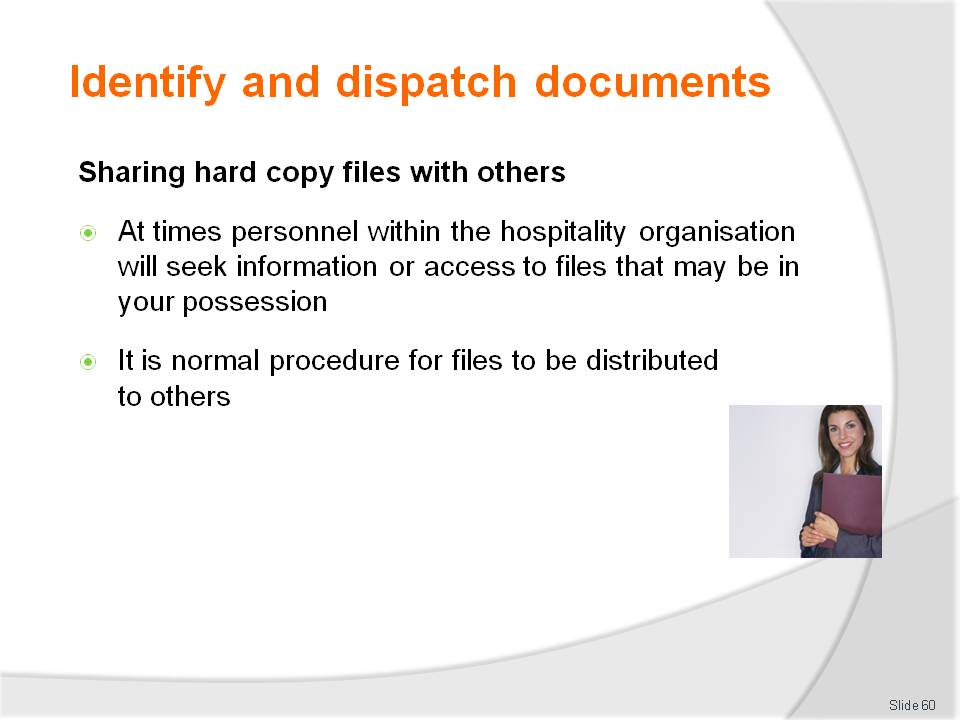 Identify and dispatch documents
Sharing hard copy files with others
At times personnel within the hospitality organisation
will seek information or access to files that may be in
your possession
It is normal procedure for files to be distributed
to others
Slide 60